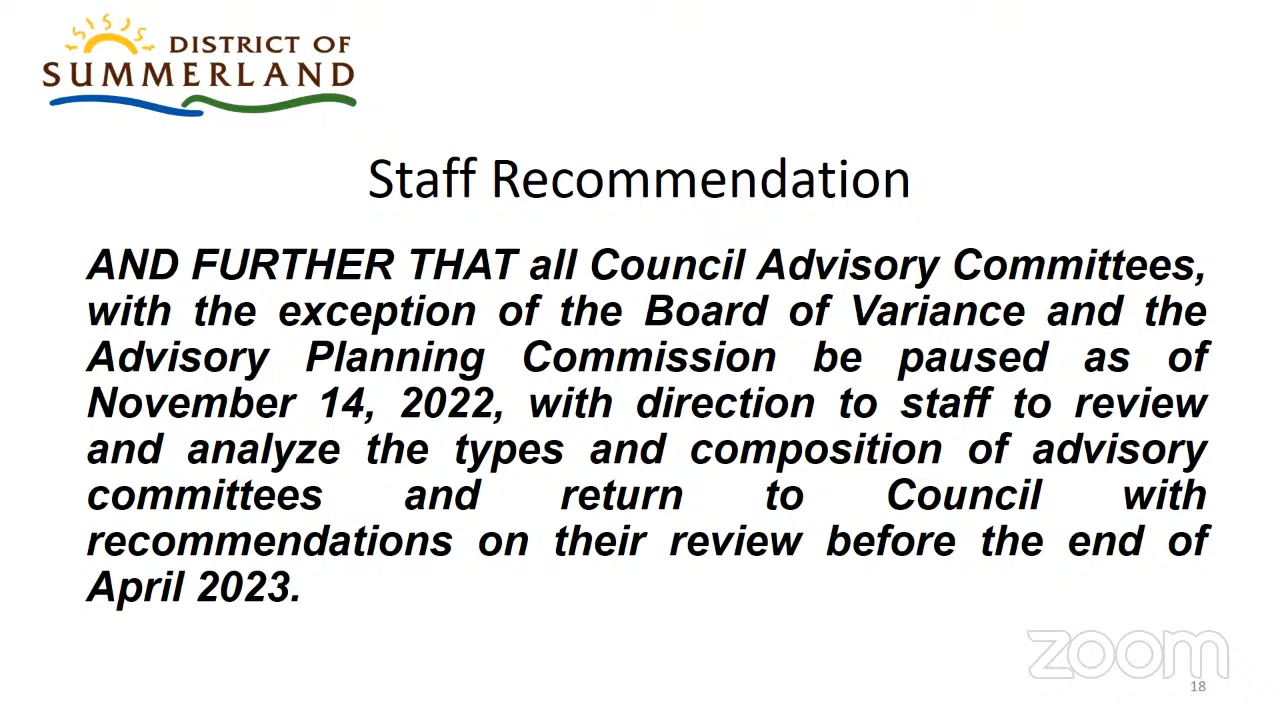 DISTRICT OF
SUMMERLAND
Staff Recommendation
AND FURTHER THAT all Council Advisory Committees,
with the exception of the Board of Variance and the
Advisory Planning Commission be paused as of
November 14, 2022, with direction to staff to review
and analyze the types and composition of advisory
committees and return to Council with
recommendations on their review before the end of
April 2023.
zoom
18